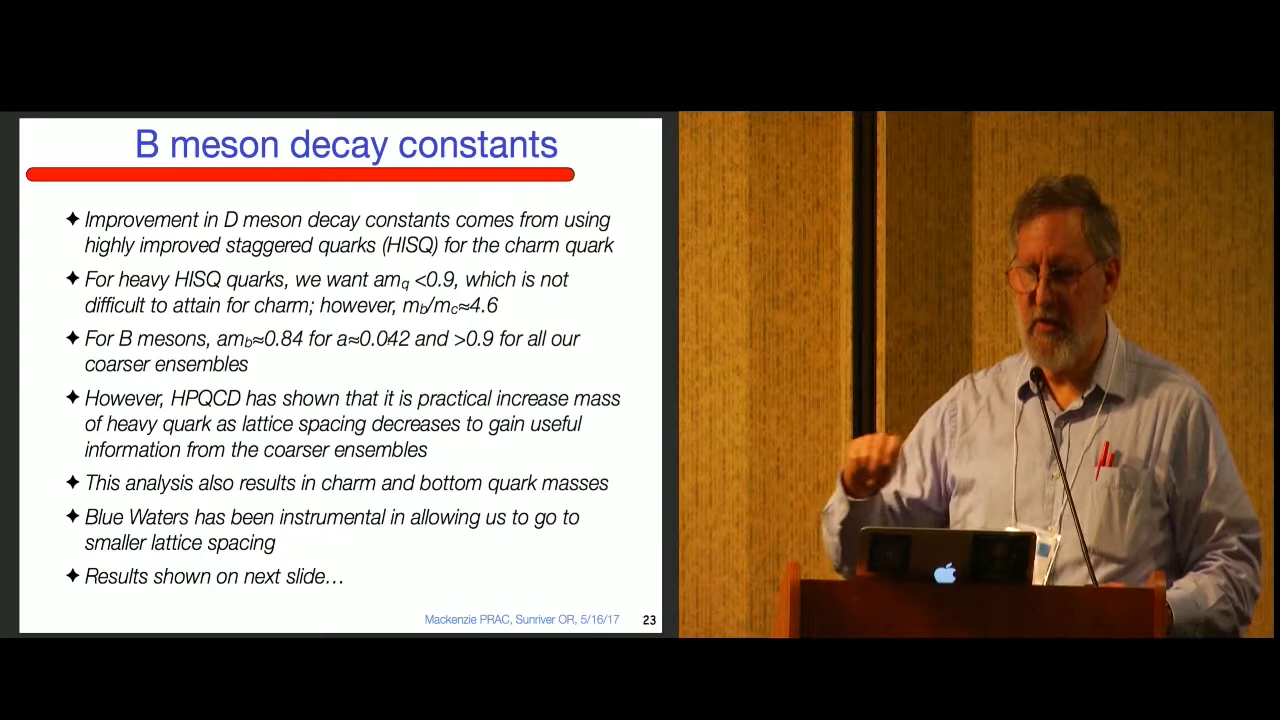 B meson decay constants
✦ Improvement in D meson decay constants comes from using
highly improved staggered quarks (HISQ) for the charm quark
✦ For heavy HISQ quarks, we want amq <0.9, which is not
difficult to attain for charm; however, mb/mc≈4.6
✦ For B mesons, amb≈0.84 for a≈0.042 and >0.9 for all our
coarser ensembles
✦ However, HPQCD has shown that it is practical increase mass
of heavy quark as lattice spacing decreases to gain useful
information from the coarser ensembles
✦ This analysis also results in charm and bottom quark masses
✦ Blue Waters has been instrumental in allowing us to go to
smaller lattice spacing
✦ Results shown on next slide…
Mackenzie PRAC, Sunriver OR, 5/16/17 23